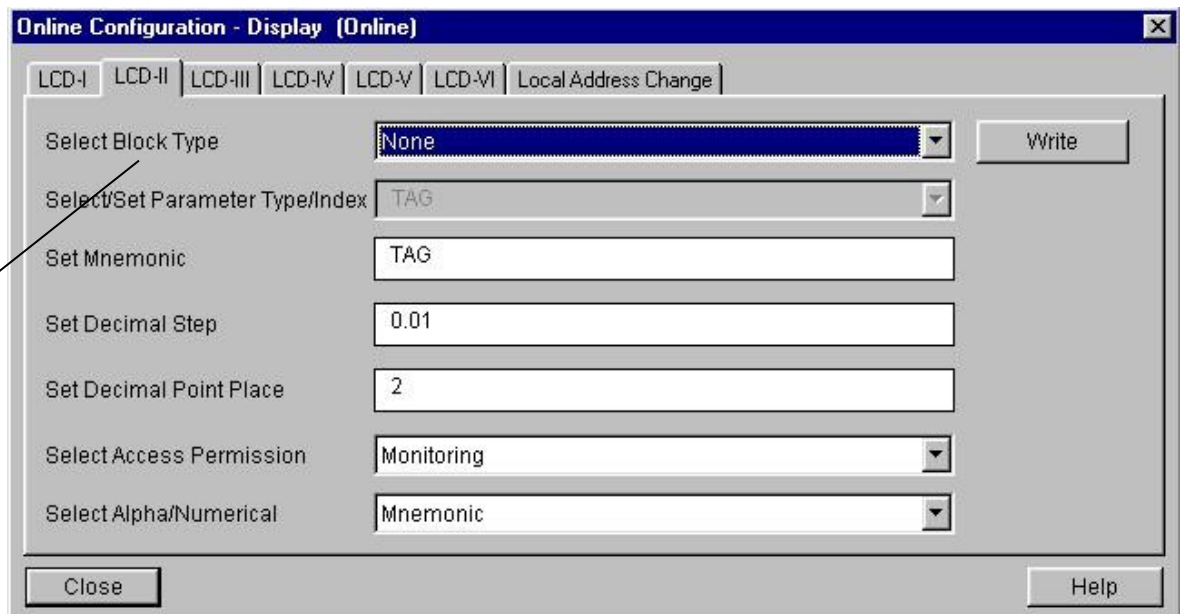 Online Configuration - Display (Online)
LCD-I LCD-II LCD-III LCD-IV LCD-V LCD-VI Local Address Change
Select Block Type None Write
Select/Set Parameter Type/Index TAG
Set Mnemonic TAG
Set Decimal Step 0.01
Set Decimal Point Place 2
Select Access Permission Monitoring
Select Alpha/Numerical Mnemonic
Close Help